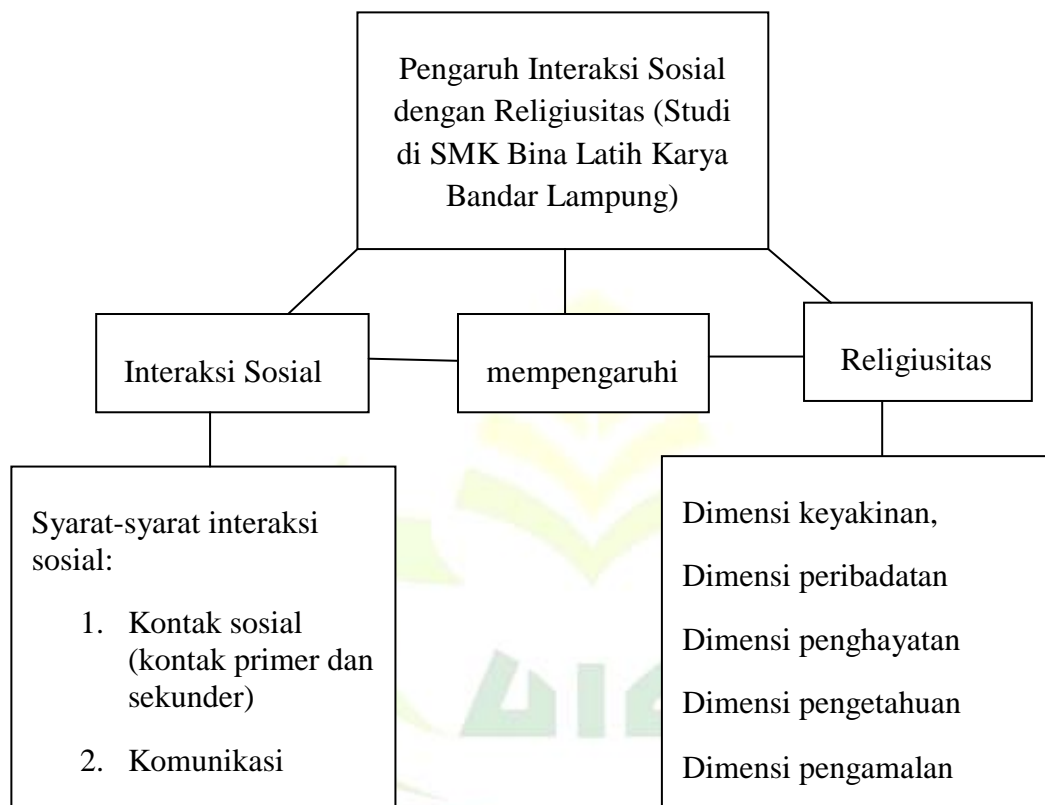 Pengaruh Interaksi Sosial
dengan Religiusitas (Studi
di SMK Bina Latih Karya
Bandar Lampung)
Interaksi Sosial
mempengaruhi
Religiusitas
Syarat-syarat interaksi
sosial:
1. Kontak sosial
(kontak primer dan
sekunder)
2. Komunikasi
Dimensi keyakinan,
Dimensi peribadatan
Dimensi penghayatan
Dimensi pengetahuan
Dimensi pengamalan